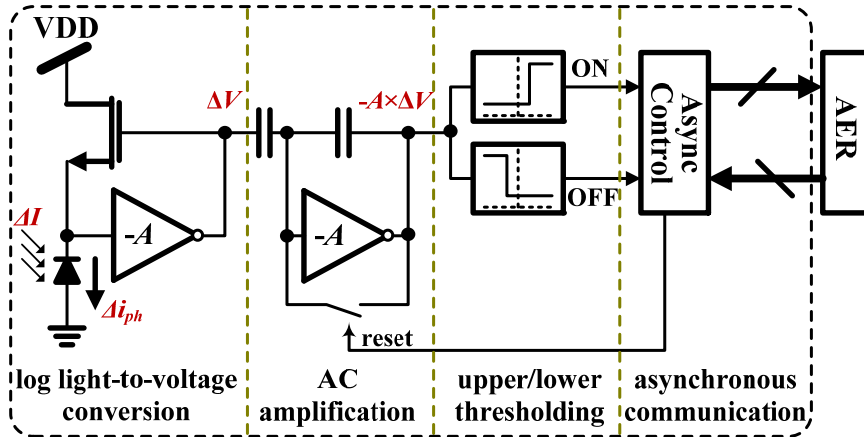 VDD
ΔV
-A×ΔV
ON
OFF
Async
Control
AER
ΔI
-A
-A
Δiph
reset
log light-to-voltage
conversion
AC
amplification
upper/lower
thresholding
asynchronous
communication